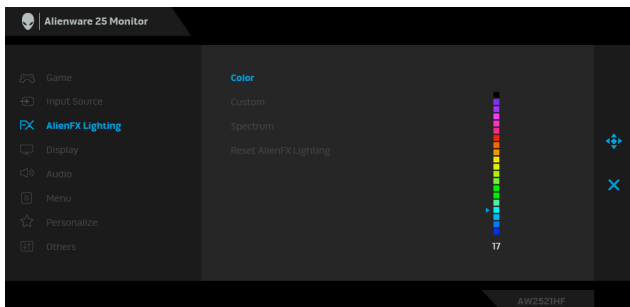 Alienware 25 Monitor
Game
Input Source
FX AlienFX Lighting
Display
Audio
Menu
Personalize
Others
Color
Custom
Spectrum
Reset AlienFX Lighting
17
AW2521HF